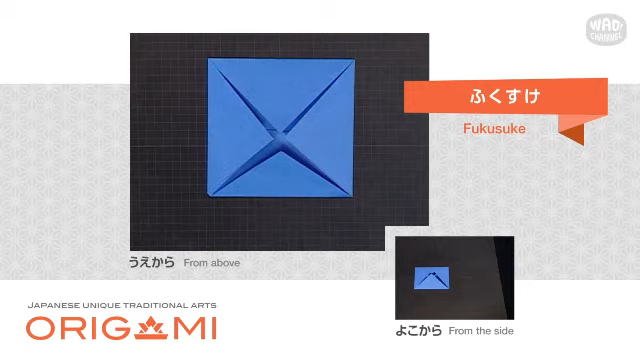 WAD!
CHANNEL
ふくすけ
Fukusuke
うえから From above
よこから From the side
JAPANESE UNIQUE TRADITIONAL ARTS
ORIGAMI